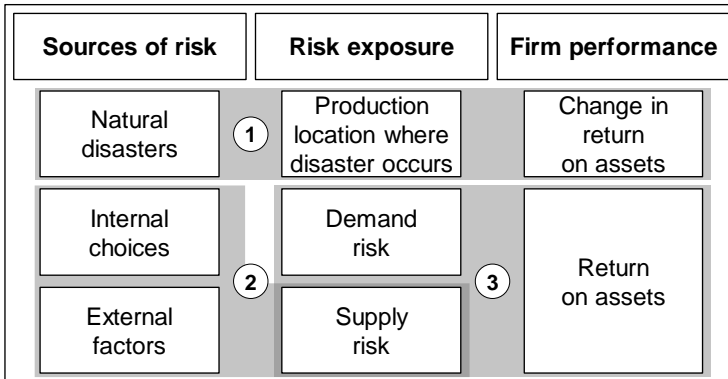 Sources of risk
Risk exposure
Firm performance
Natural
disasters
1
Production
location where
disaster occurs
Change in
return
on assets
Internal
choices
Demand
risk
2
3
Return
on assets
External
factors
Supply
risk